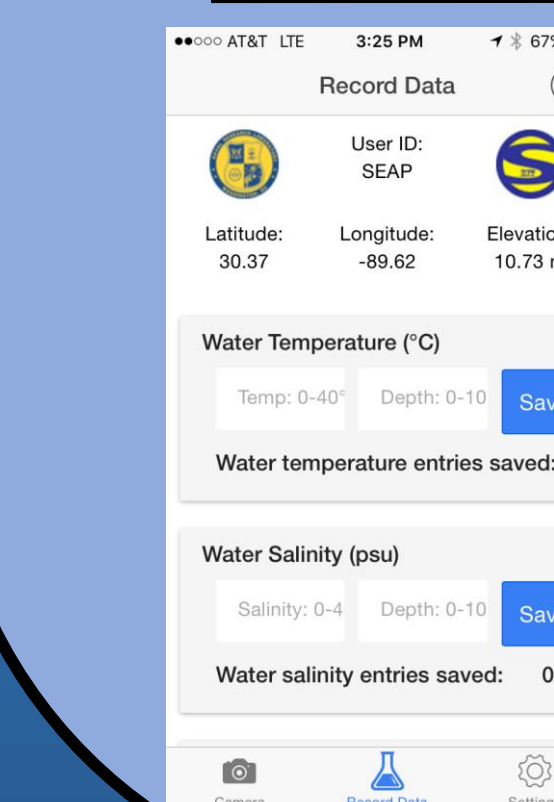 AT&T LTE 3:25 PM 67%
Record Data
User ID:
SEAP
Latitude: Longitude: Elevatio
30.37 -89.62 10.73 m
Water Temperature (°C)
Temp: 0-40° Depth: 0-10 Sav
Water temperature entries saved:
Water Salinity (psu)
Salinity: 0-4 Depth: 0-10 Sav
Water salinity entries saved: 0
Camera Record Data Setting